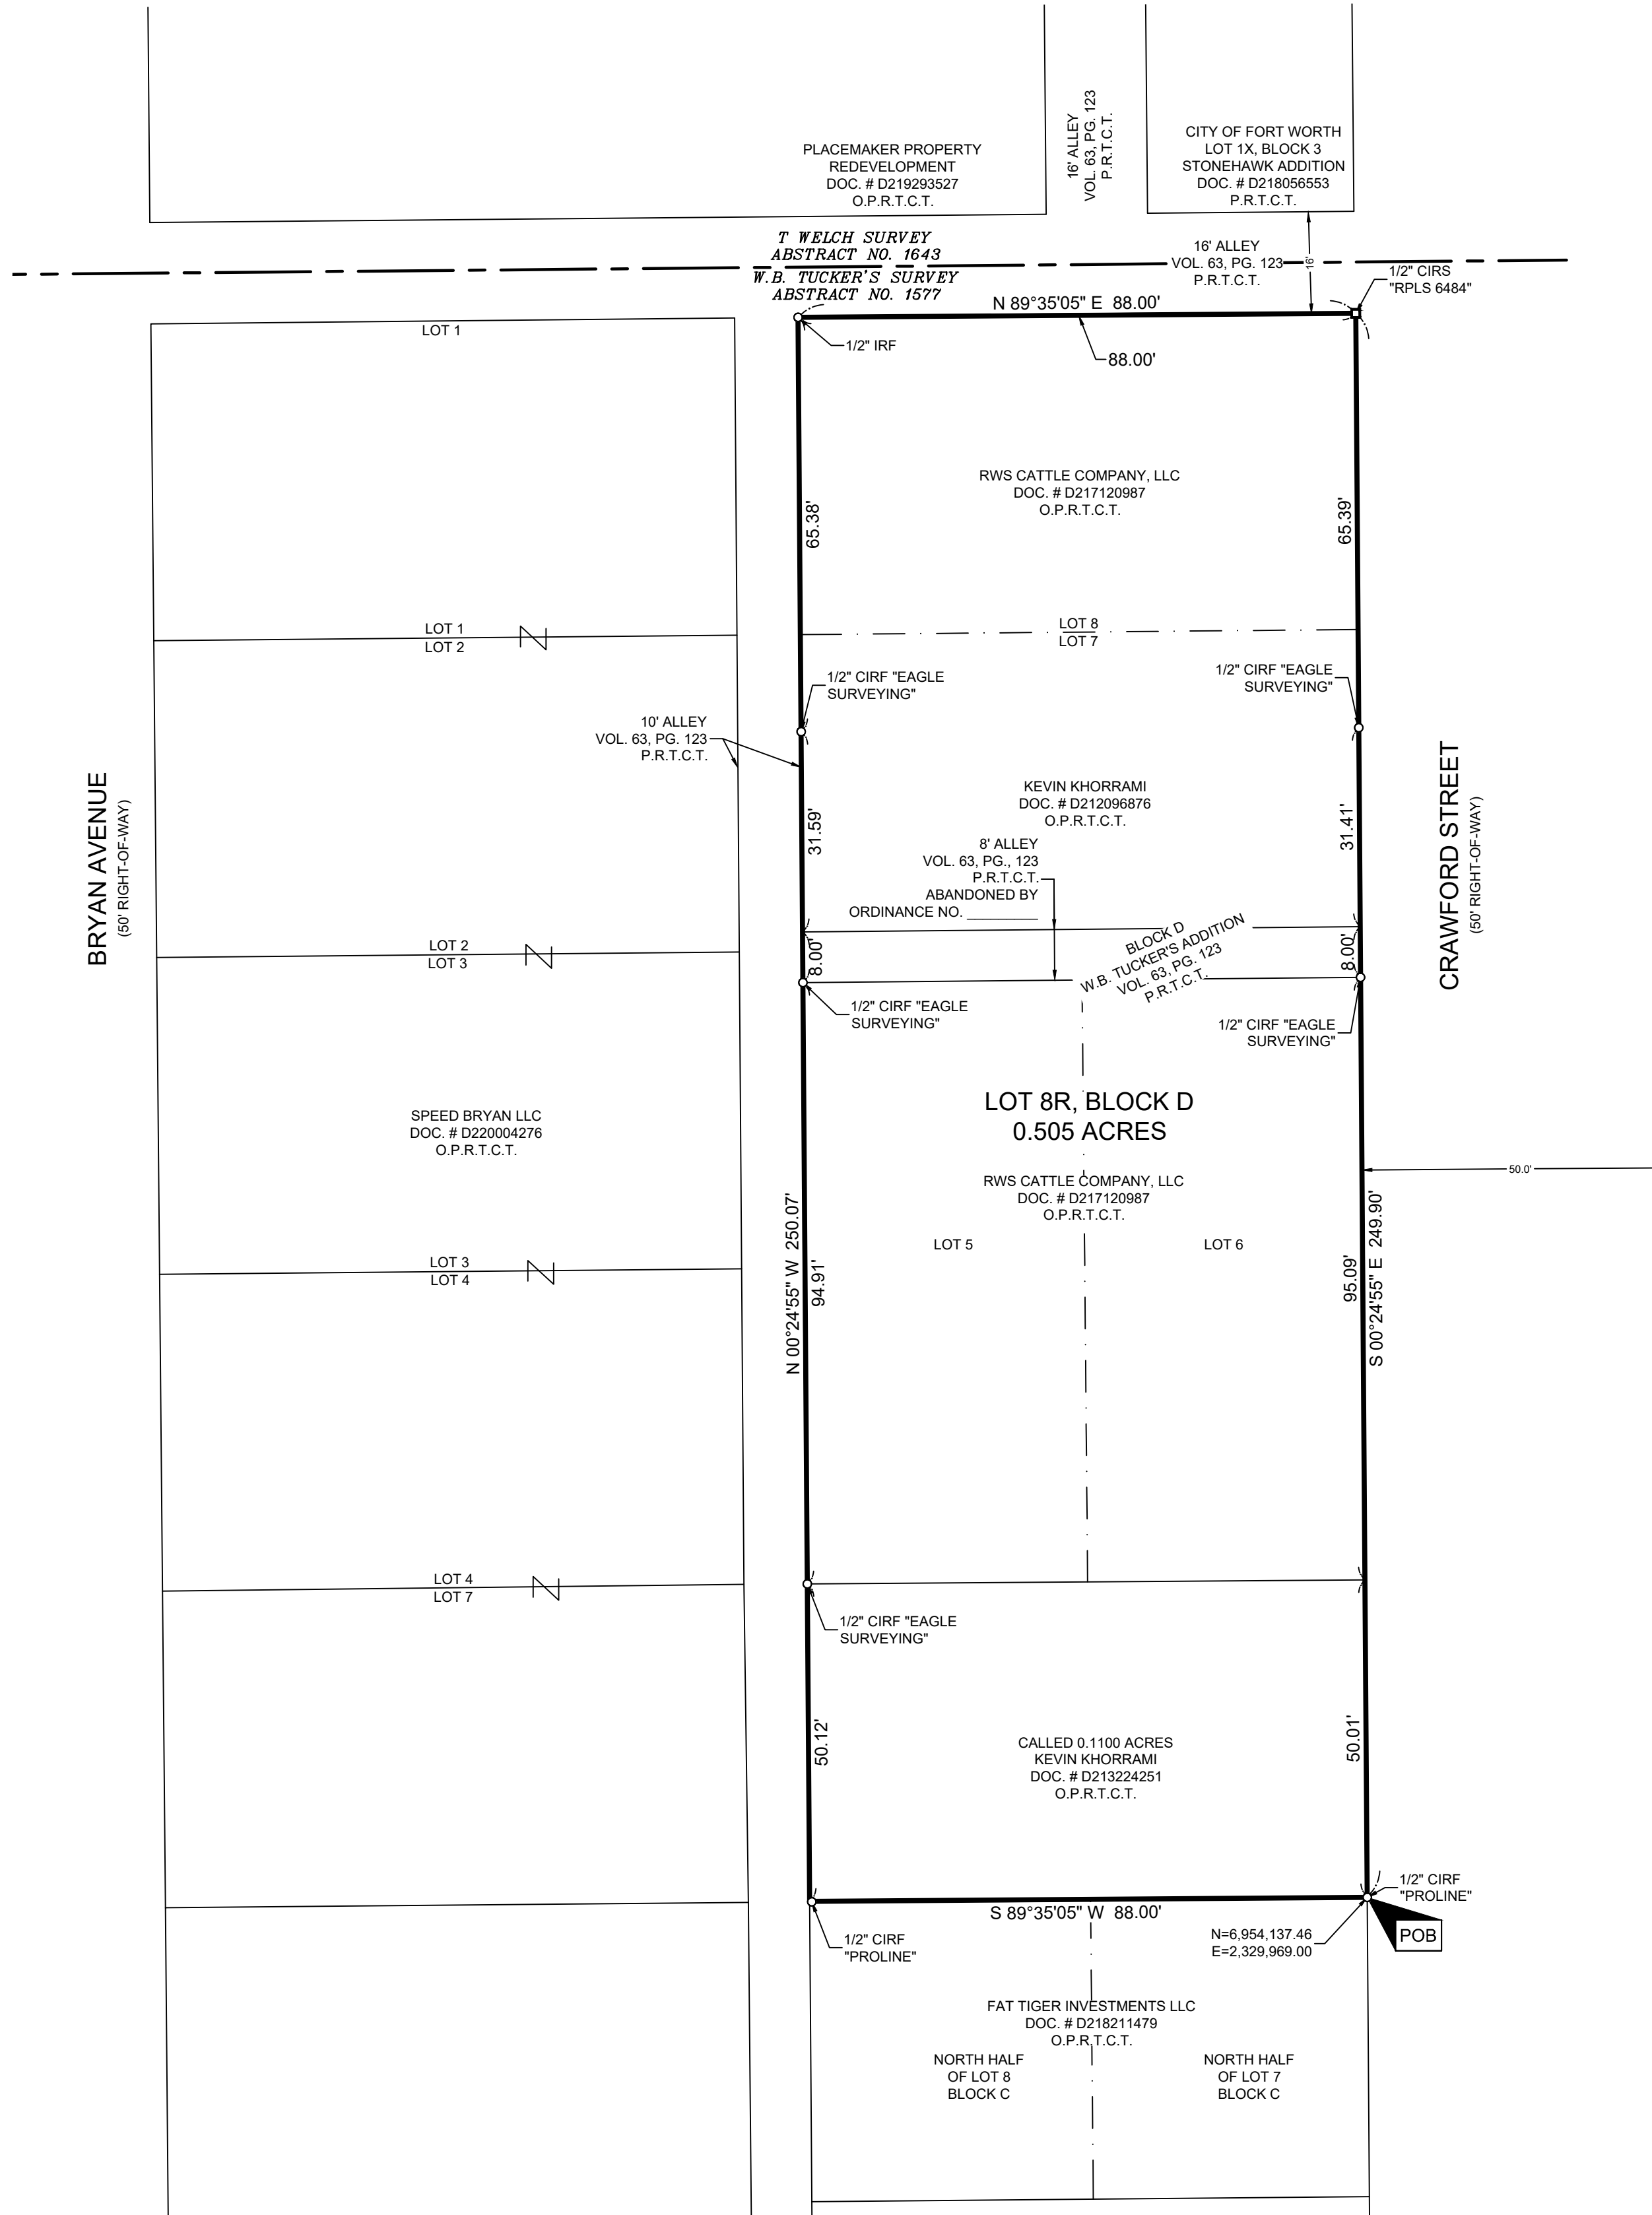 PLACEMAKER PROPERTY
REDEVELOPMENT
DOC. # D219293527
O.P.R.T.C.T.
16' ALLEY
VOL. 63, PG. 123
P.R.T.C.T.
CITY OF FORT WORTH
LOT 1X, BLOCK 3
STONEHAWK ADDITION
DOC. # D218056553
P.R.T.C.T.
T WELCH SURVEY
ABSTRACT NO. 1643
W.B. TUCKER'S SURVEY
ABSTRACT NO. 1577
16' ALLEY
VOL. 63, PG. 123
P.R.T.C.T.
16'
1/2" CIRS
"RPLS 6484"
N 89°35'05" E 88.00'
1/2" IRF
88.00'
LOT 1
RWS CATTLE COMPANY, LLC
DOC. # D217120987
O.P.R.T.C.T.
65.38'
65.39'
LOT 1
LOT 2
LOT 8
LOT 7
1/2" CIRF "EAGLE
SURVEYING"
1/2" CIRF "EAGLE
SURVEYING"
10' ALLEY
VOL. 63, PG. 123
P.R.T.C.T.
BRYAN AVENUE
(50' RIGHT-OF-WAY)
CRAWFORD STREET
(50' RIGHT-OF-WAY)
KEVIN KHORRAMI
DOC. # D212096876
O.P.R.T.C.T.
31.59'
31.41'
8' ALLEY
VOL. 63, PG., 123
P.R.T.C.T.
ABANDONED BY
ORDINANCE NO. _________
BLOCK D
W.B. TUCKER'S ADDITION
VOL. 63, PG. 123
P.R.T.C.T.
8.00'
8.00'
LOT 2
LOT 3
1/2" CIRF "EAGLE
SURVEYING"
1/2" CIRF "EAGLE
SURVEYING"
LOT 8R, BLOCK D
0.505 ACRES
SPEED BRYAN LLC
DOC. # D220004276
O.P.R.T.C.T.
RWS CATTLE COMPANY, LLC
DOC. # D217120987
O.P.R.T.C.T.
50.0'
LOT 5
LOT 6
N 00°24'55" W 250.07'
94.91'
95.09'
S 00°24'55" E 249.90'
LOT 3
LOT 4
LOT 4
LOT 7
1/2" CIRF "EAGLE
SURVEYING"
50.12'
50.01'
CALLED 0.1100 ACRES
KEVIN KHORRAMI
DOC. # D213224251
O.P.R.T.C.T.
1/2" CIRF
"PROLINE"
S 89°35'05" W 88.00'
1/2" CIRF
"PROLINE"
N=6,954,137.46
E=2,329,969.00
POB
FAT TIGER INVESTMENTS LLC
DOC. # D218211479
O.P.R.T.C.T.
NORTH HALF
OF LOT 8
BLOCK C
NORTH HALF
OF LOT 7
BLOCK C